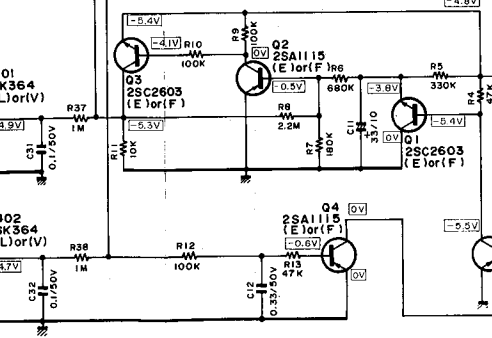 -5.4V
-4.8V
-4.1V
R10
100K
R9
100K
0V
Q2
2SA1115
(E)or(F)
R6
680K
-0.5V
R5
330K
R4
47K
-3.8V
Q3
2SC2603
(E)or(F)
01
K364
L)or(V)
4.9V
R37
1M
-5.3V
R8
2.2M
-5.4V
C31
0.1/50V
R11
10K
R7
180K
C11
33/10
+
0V
Q1
2SC2603
(E)or(F)
402
SK364
L)or(V)
4.7V
R38
1M
R12
100K
Q4
2SA1115
(E)or(F)
0V
-0.6V
R13
47K
0V
-5.5V
C32
0.1/50V
C12
0.33/50V